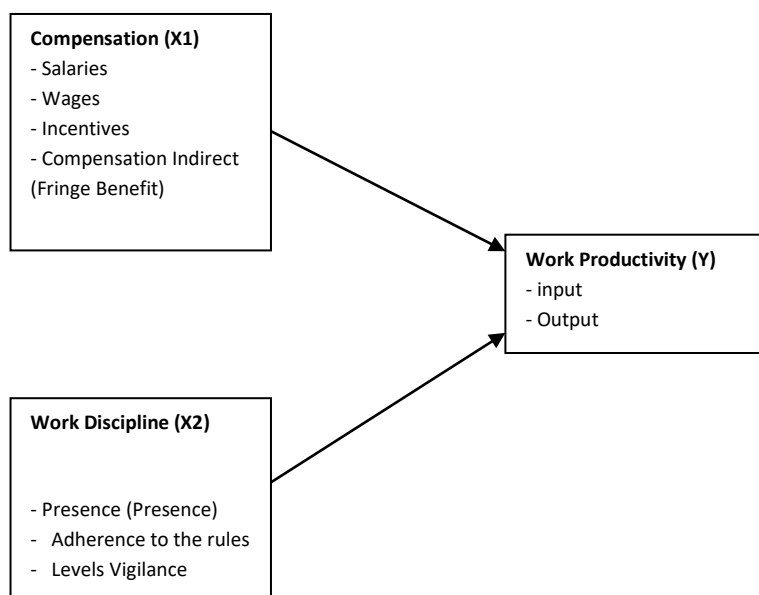 Compensation (X1)
- Salaries
- Wages
- Incentives
- Compensation Indirect
(Fringe Benefit)
Work Productivity (Y)
- input
- Output
Work Discipline (X2)
- Presence (Presence)
- Adherence to the rules
- Levels Vigilance